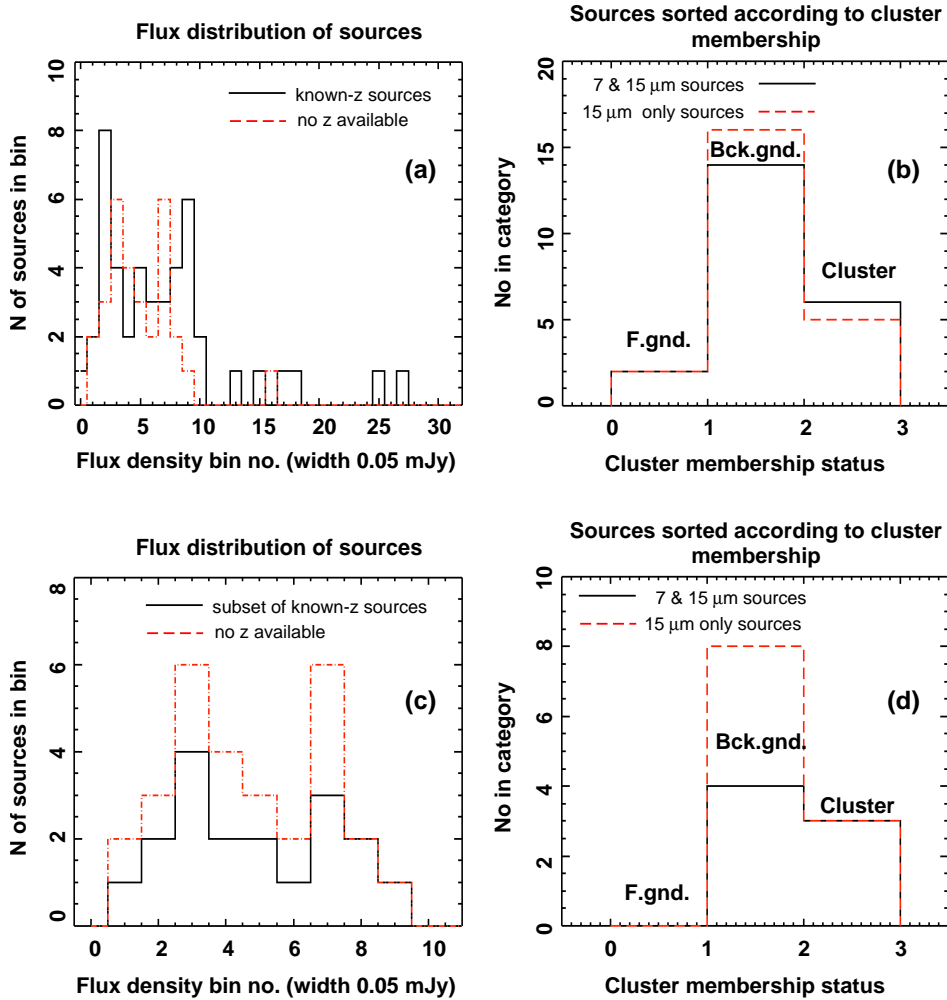 Flux distribution of sources
N of sources in bin
10
8
6
4
2
0
known-z sources
no z available
(a)
0 5 10 15 20 25 30
Flux density bin no. (width 0.05 mJy)
Sources sorted according to cluster
membership
No in category
20
15
10
5
0
7 & 15 μm sources
15 μm only sources
Bck.gnd.
(b)
Cluster
F.gnd.
0 1 2 3
Cluster membership status
Flux distribution of sources
N of sources in bin
8
6
4
2
0
subset of known-z sources
no z available
(c)
0 2 4 6 8 10
Flux density bin no. (width 0.05 mJy)
Sources sorted according to cluster
membership
No in category
10
8
6
4
2
0
7 & 15 μm sources
15 μm only sources
(d)
Bck.gnd.
Cluster
F.gnd.
0 1 2 3
Cluster membership status